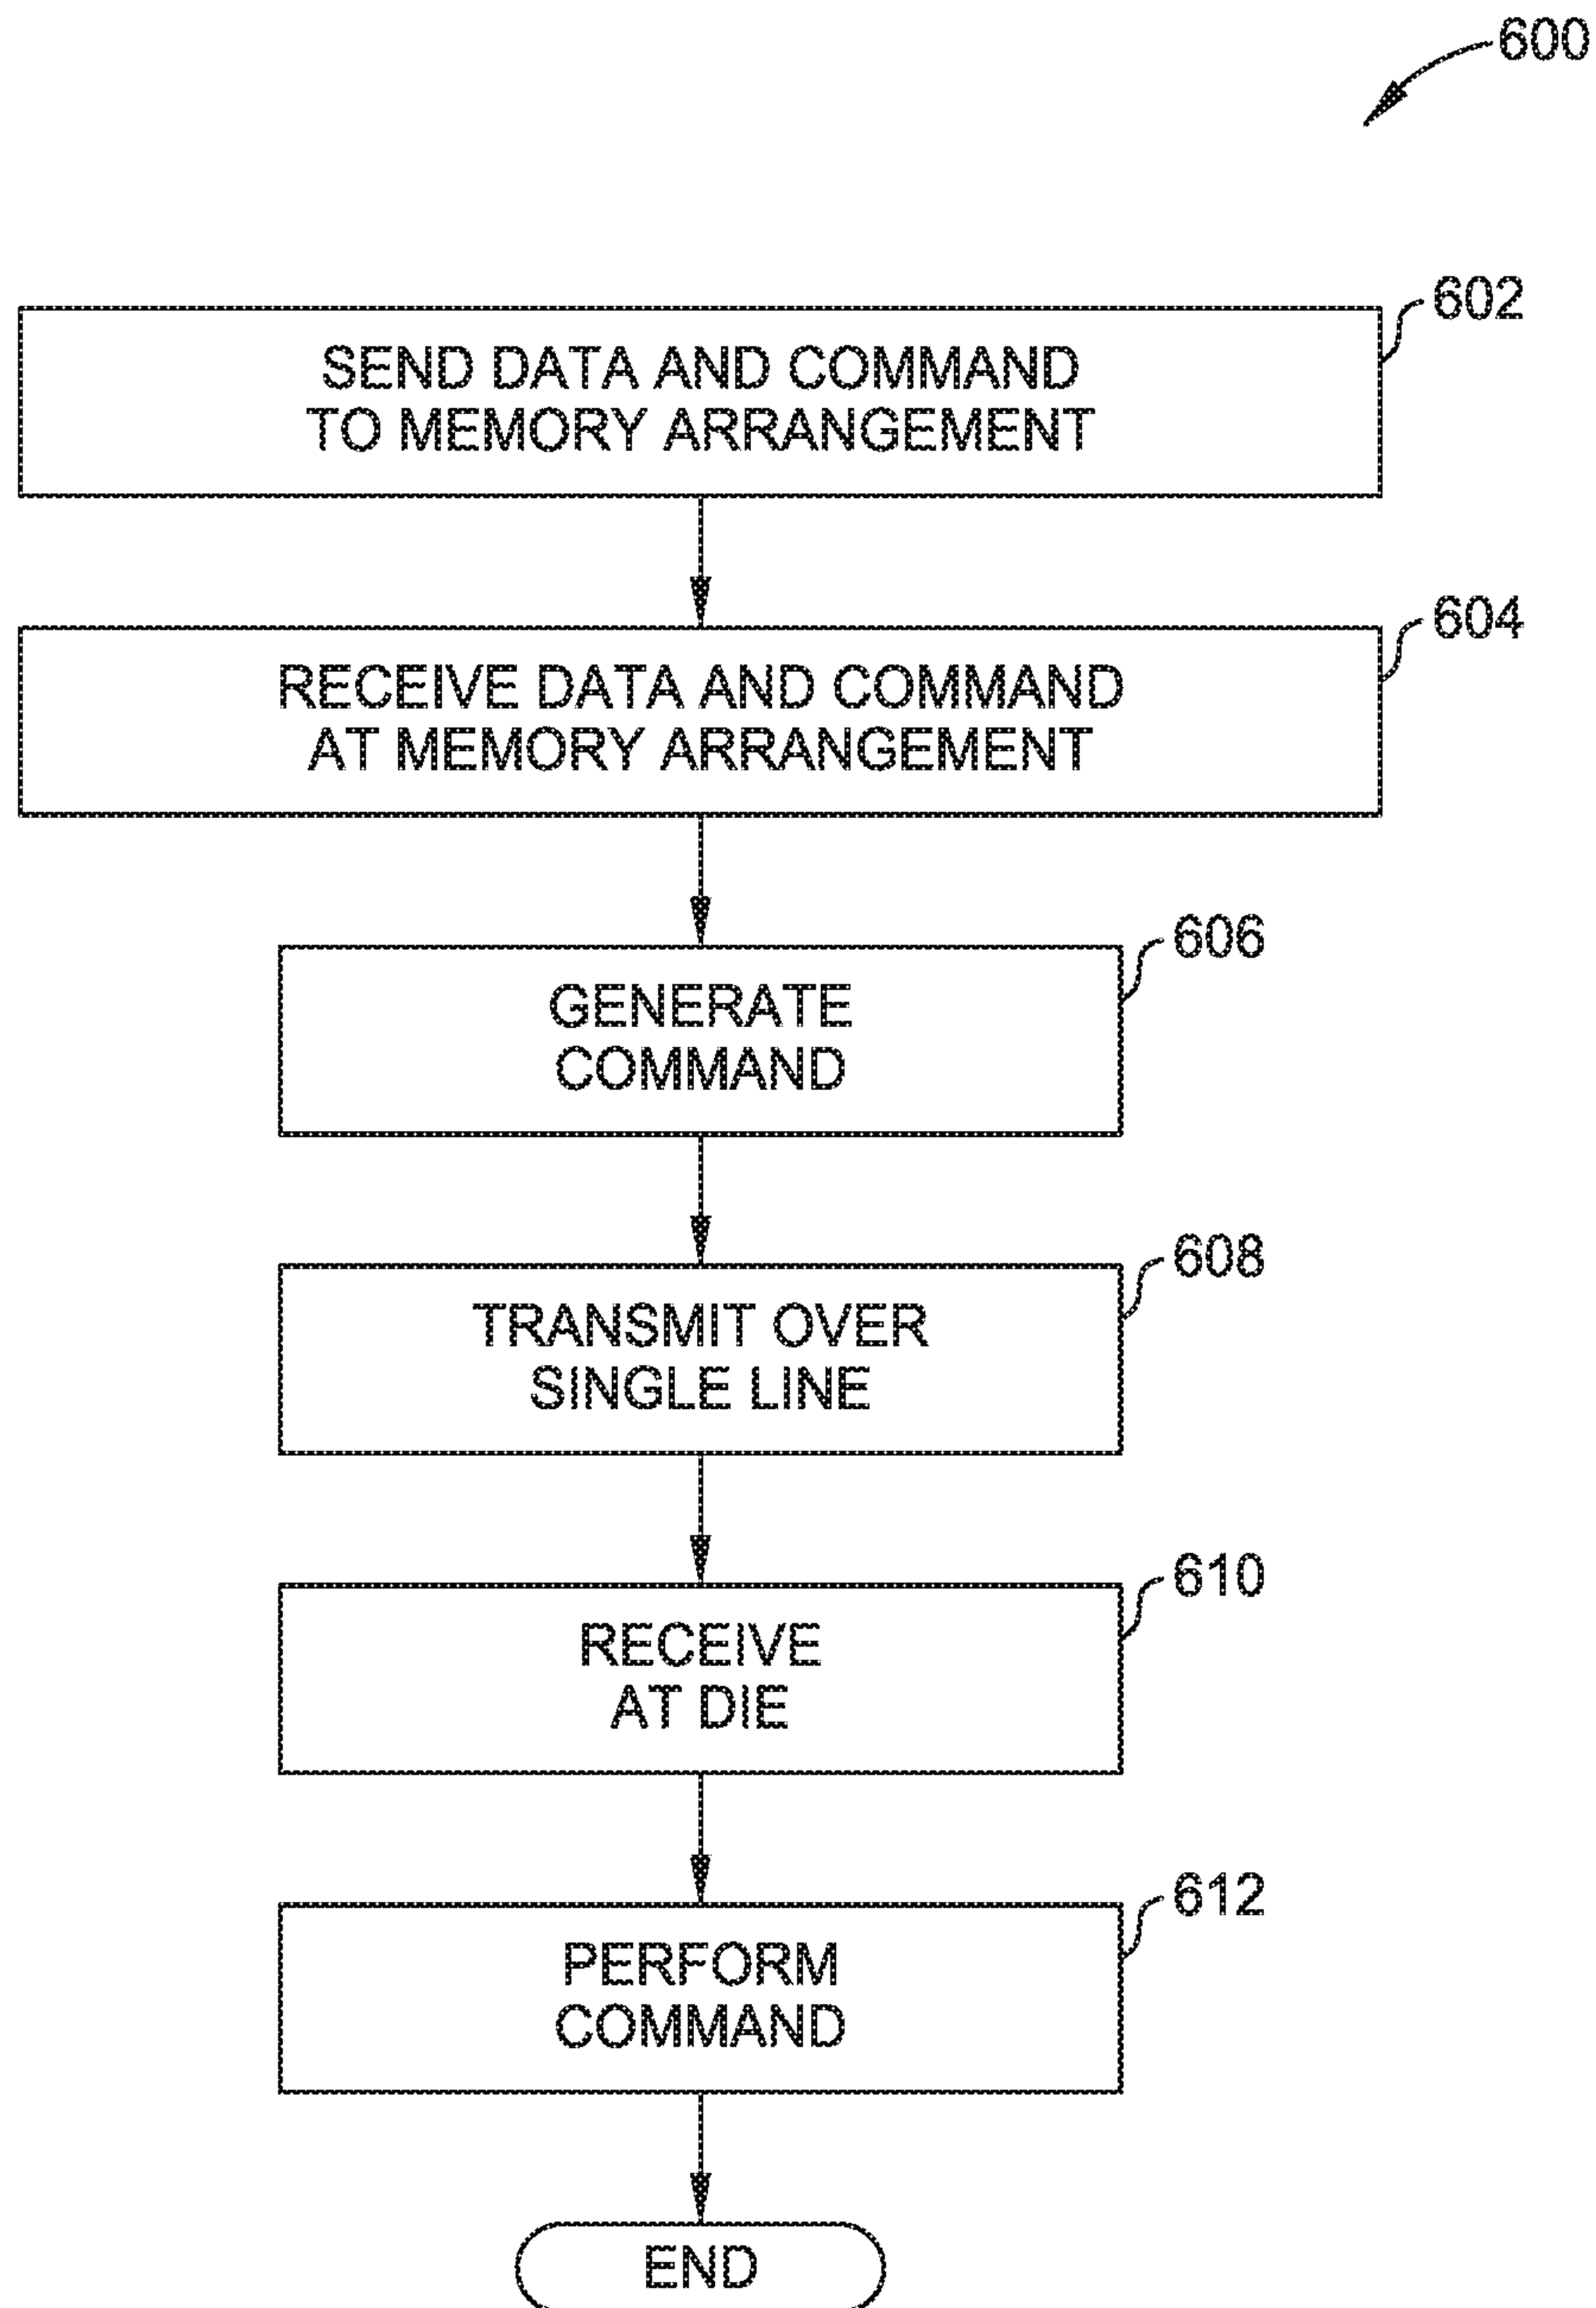 600
602
SEND DATA AND COMMAND
TO MEMORY ARRANGEMENT
604
RECEIVE DATA AND COMMAND
AT MEMORY ARRANGEMENT
606
GENERATE
COMMAND
608
TRANSMIT OVER
SINGLE LINE
610
RECEIVE
AT DIE
612
PERFORM
COMMAND
END